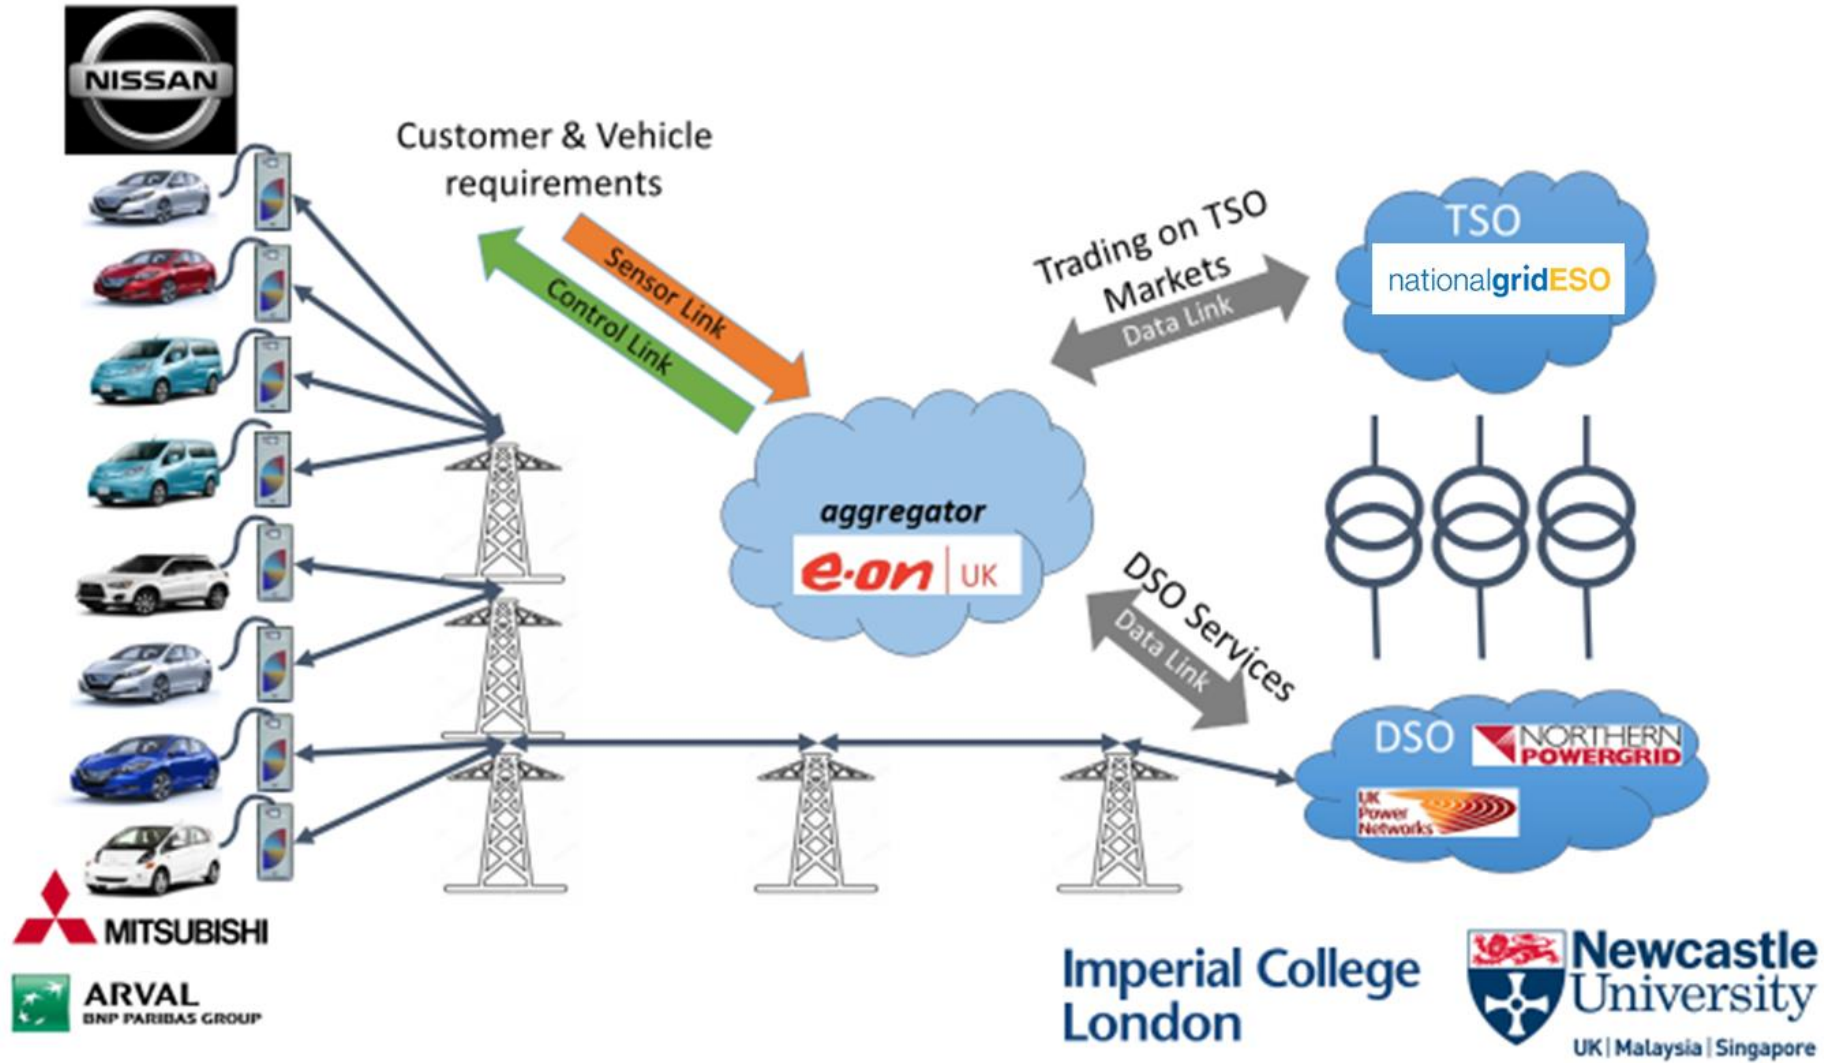 NISSAN
Customer & Vehicle
requirements
Sensor Link
Control Link
Trading on TSO
Markets
Data Link
TSO
nationalgridESO
aggregator
e·on | UK
DSO Services
Data Link
DSO
NORTHERN
POWERGRID
UK
Power
Networks
MITSUBISHI
ARVAL
BNP PARIBAS GROUP
Imperial College
London
Newcastle
University
UK | Malaysia | Singapore